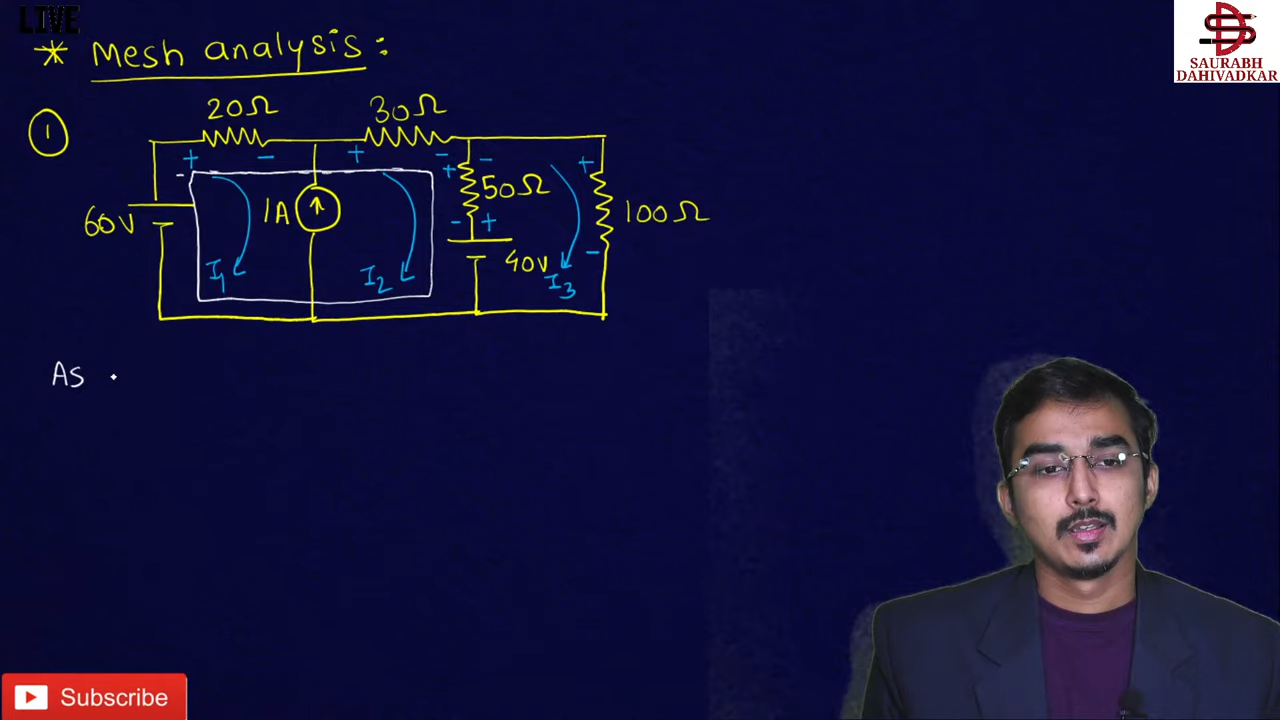 LIVE
* Mesh analysis:
SAURABH
DAHIVADKAR
1
20Ω 30Ω
+ - + - + - +
60V 1A 50Ω 100Ω
- +
40V -
I1 I2 I3
As
Subscribe